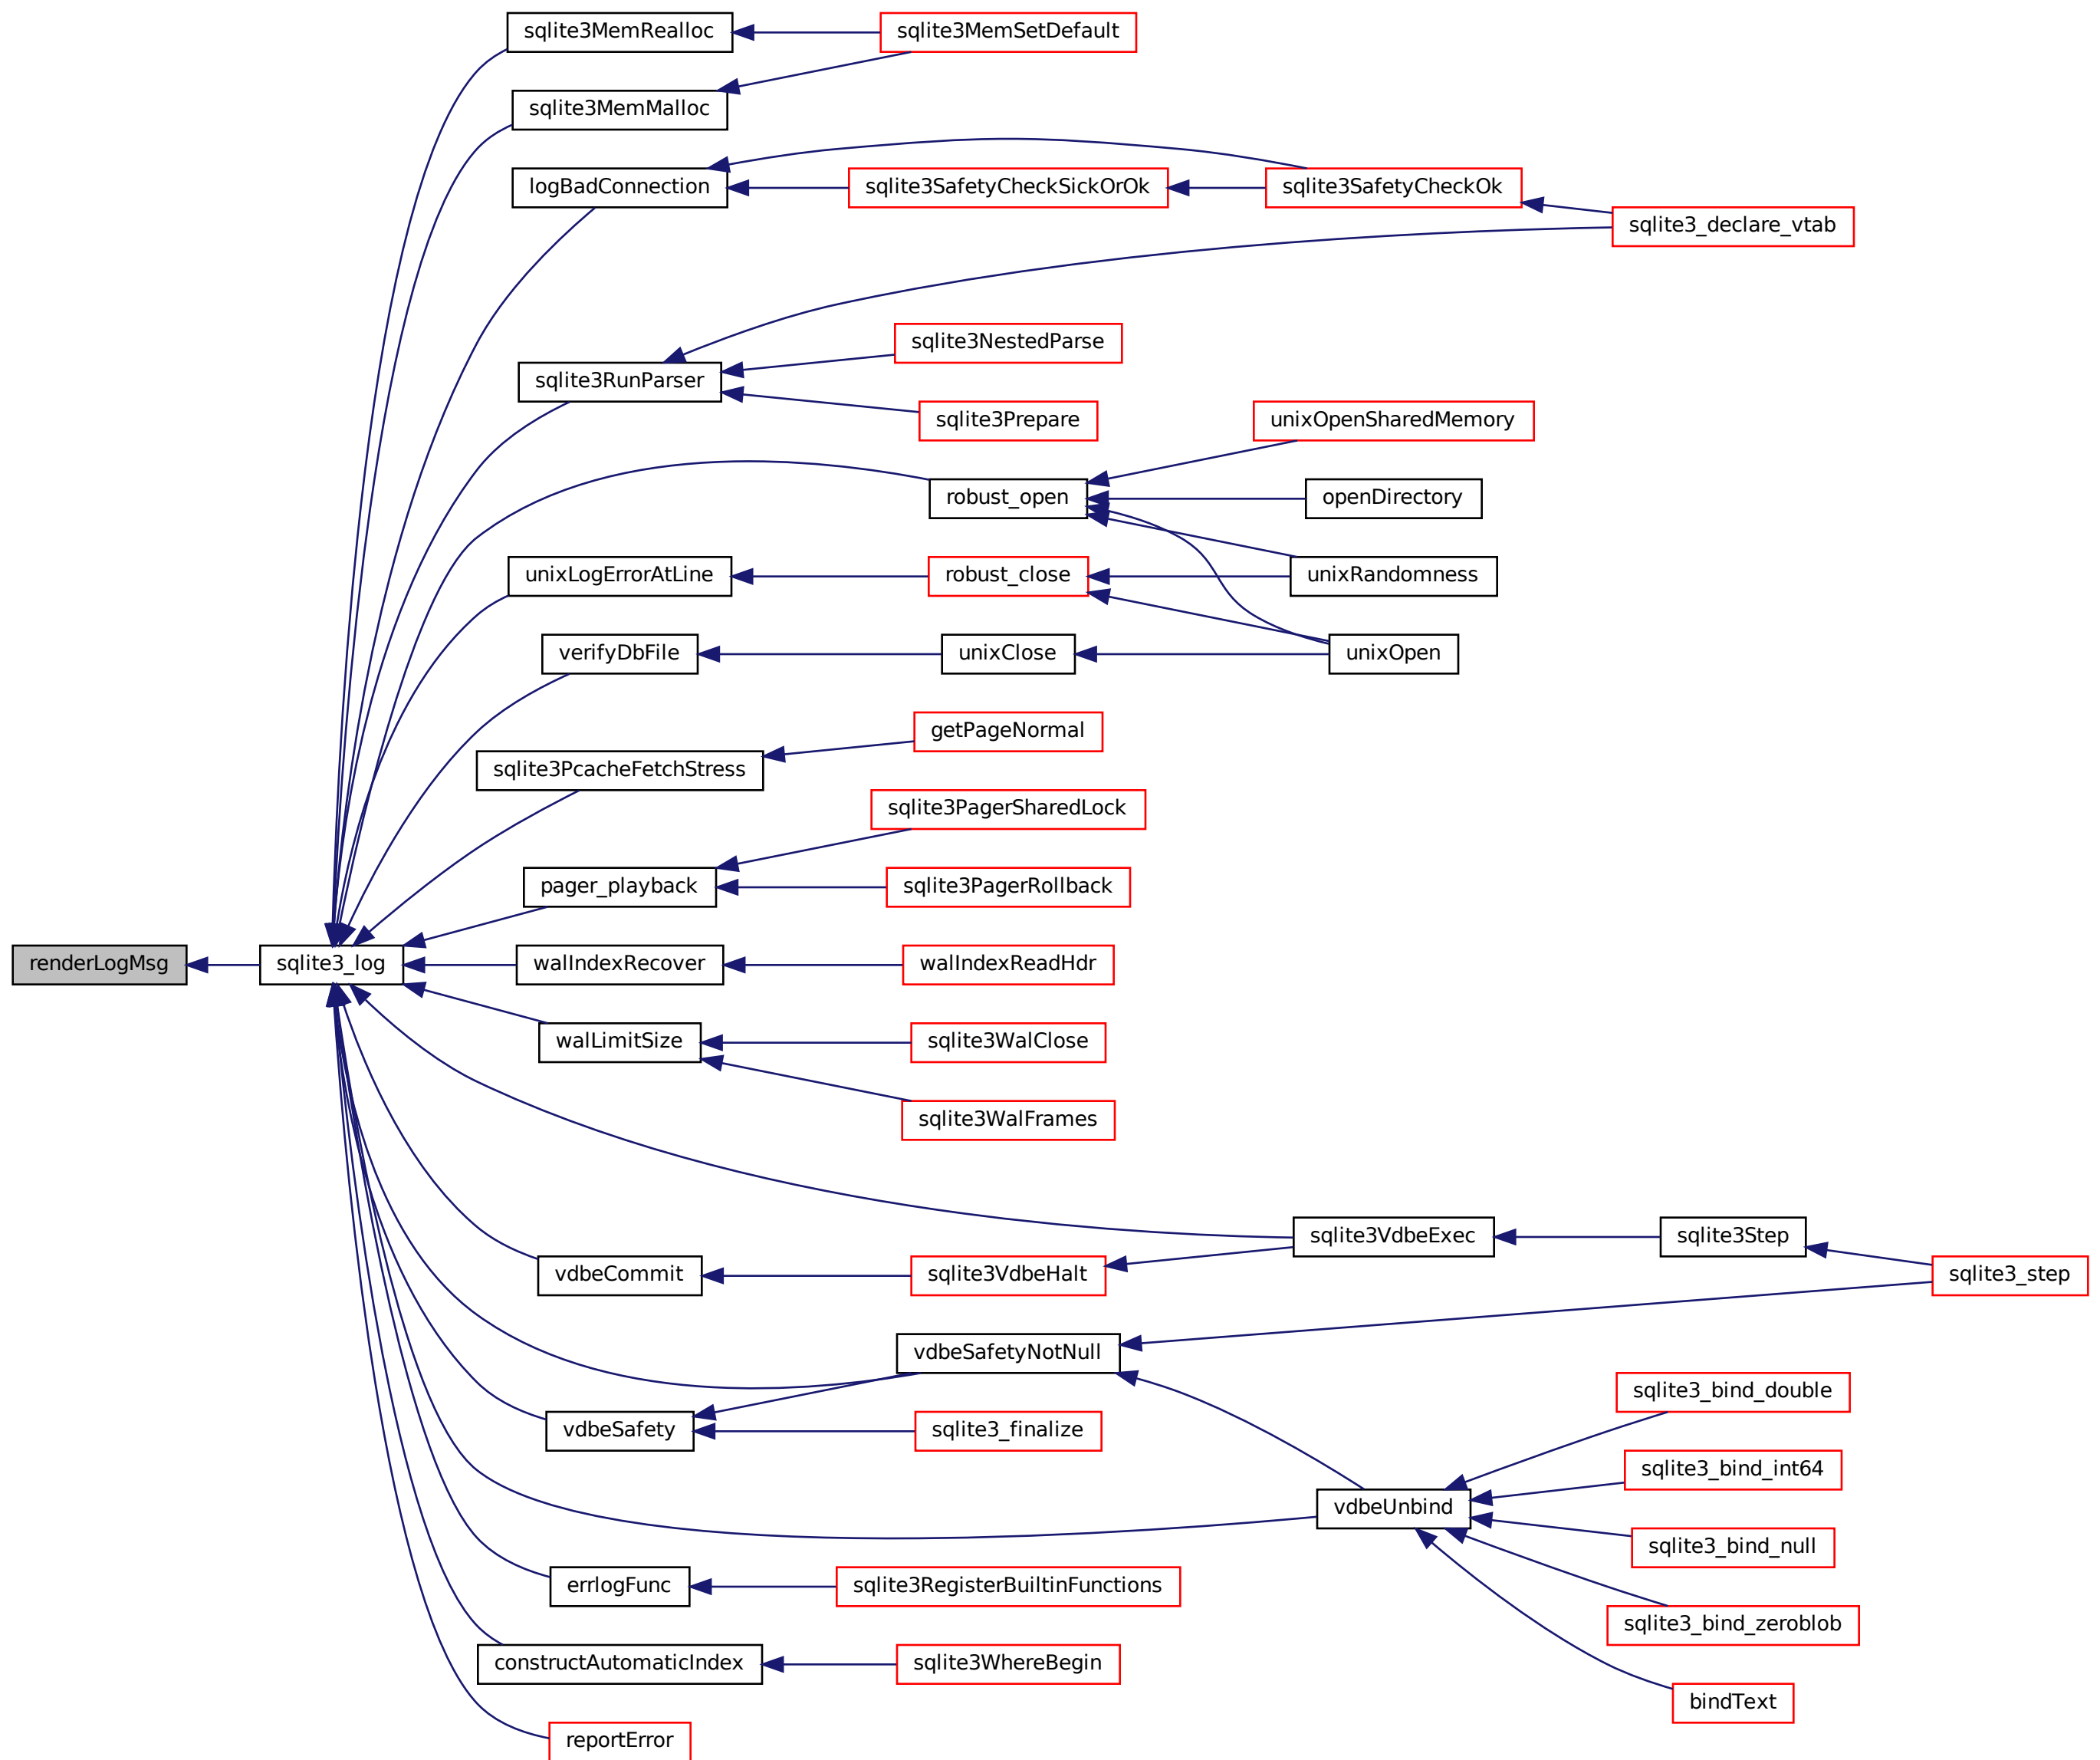 sqlite3MemRealloc
sqlite3MemSetDefault
sqlite3MemMalloc
logBadConnection
sqlite3SafetyCheckSickOrOk
sqlite3SafetyCheckOk
sqlite3_declare_vtab
sqlite3NestedParse
sqlite3RunParser
sqlite3Prepare
unixOpenSharedMemory
robust_open
openDirectory
unixLogErrorAtLine
robust_close
unixRandomness
verifyDbFile
unixClose
unixOpen
getPageNormal
sqlite3PcacheFetchStress
sqlite3PagerSharedLock
pager_playback
sqlite3PagerRollback
renderLogMsg
sqlite3_log
walIndexRecover
walIndexReadHdr
walLimitSize
sqlite3WalClose
sqlite3WalFrames
sqlite3VdbeExec
sqlite3Step
vdbeCommit
sqlite3VdbeHalt
sqlite3_step
vdbeSafetyNotNull
sqlite3_bind_double
vdbeSafety
sqlite3_finalize
sqlite3_bind_int64
vdbeUnbind
sqlite3_bind_null
errlogFunc
sqlite3RegisterBuiltinFunctions
sqlite3_bind_zeroblob
constructAutomaticIndex
sqlite3WhereBegin
bindText
reportError